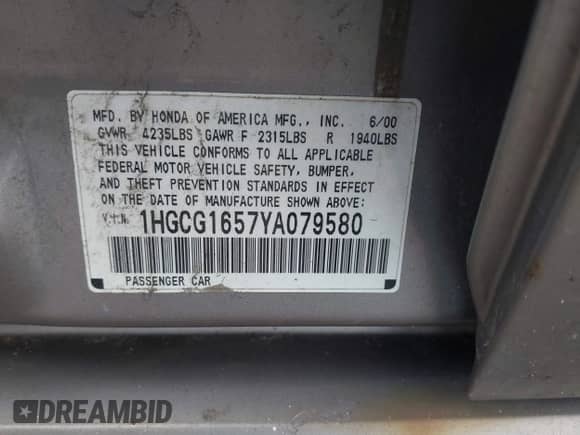 MFD. BY HONDA OF AMERICA MFG., INC. 6/00
GVWR 4235LBS GAWR F 2315LBS R 1940LBS
THIS VEHICLE CONFORMS TO ALL APPLICABLE
FEDERAL MOTOR VEHICLE SAFETY, BUMPER,
AND THEFT PREVENTION STANDARDS IN EFFECT
ON THE DATE OF MANUFACTURE SHOWN ABOVE:
V.I.N. 1HGCG1657YA079580
PASSENGER CAR
DREAMBID